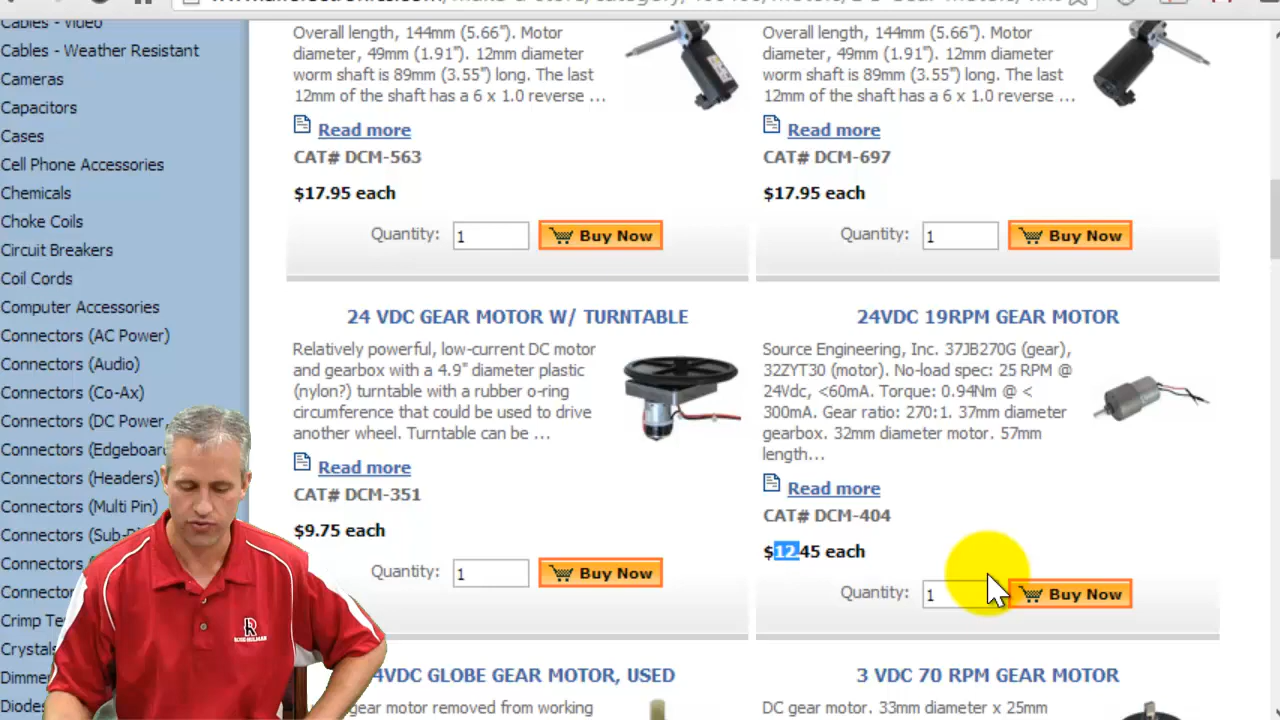 Cables - Video
Cables - Weather Resistant
Cameras
Capacitors
Cases
Cell Phone Accessories
Chemicals
Choke Coils
Circuit Breakers
Coil Cords
Computer Accessories
Connectors (AC Power)
Connectors (Audio)
Connectors (Co-Ax)
Connectors (DC Power,
Connectors (Edgeboar
Connectors (Headers)
Connectors (Multi Pin)
Connectors (Sub-
Crimp Te
Crystals
Dimme
Diodes
Overall length, 144mm (5.66"). Motor
diameter, 49mm (1.91"). 12mm diameter
worm shaft is 89mm (3.55") long. The last
12mm of the shaft has a 6 x 1.0 reverse ...
Read more
CAT# DCM-563
$17.95 each
Quantity: 1 Buy Now
Overall length, 144mm (5.66"). Motor
diameter, 49mm (1.91"). 12mm diameter
worm shaft is 89mm (3.55") long. The last
12mm of the shaft has a 6 x 1.0 reverse ...
Read more
CAT# DCM-697
$17.95 each
Quantity: 1 Buy Now
24 VDC GEAR MOTOR W/ TURNTABLE
Relatively powerful, low-current DC motor
and gearbox with a 4.9" diameter plastic
(nylon?) turntable with a rubber o-ring
circumference that could be used to drive
another wheel. Turntable can be ...
Read more
CAT# DCM-351
$9.75 each
Quantity: 1 Buy Now
24VDC 19RPM GEAR MOTOR
Source Engineering, Inc. 37JB270G (gear),
32ZYT30 (motor). No-load spec: 25 RPM @
24Vdc, <60mA. Torque: 0.94Nm @ <
300mA. Gear ratio: 270:1. 37mm diameter
gearbox. 32mm diameter motor. 57mm
length...
Read more
CAT# DCM-404
$12.45 each
Quantity: 1 Buy Now
4VDC GLOBE GEAR MOTOR, USED
gear motor removed from working
3 VDC 70 RPM GEAR MOTOR
DC gear motor. 33mm diameter x 25mm